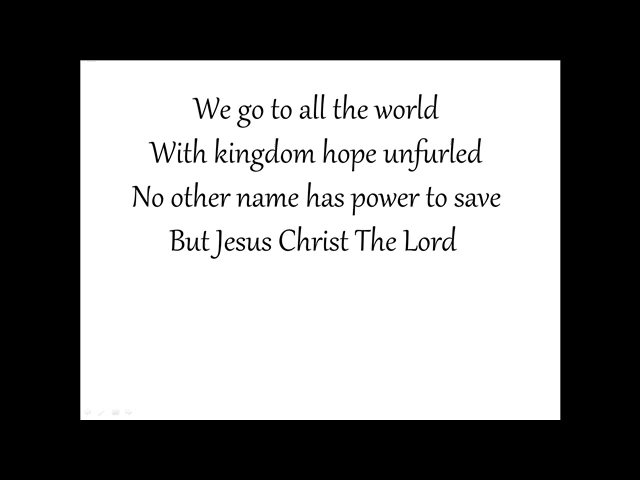 We go to all the world
With kingdom hope unfurled
No other name has power to save
But Jesus Christ The Lord